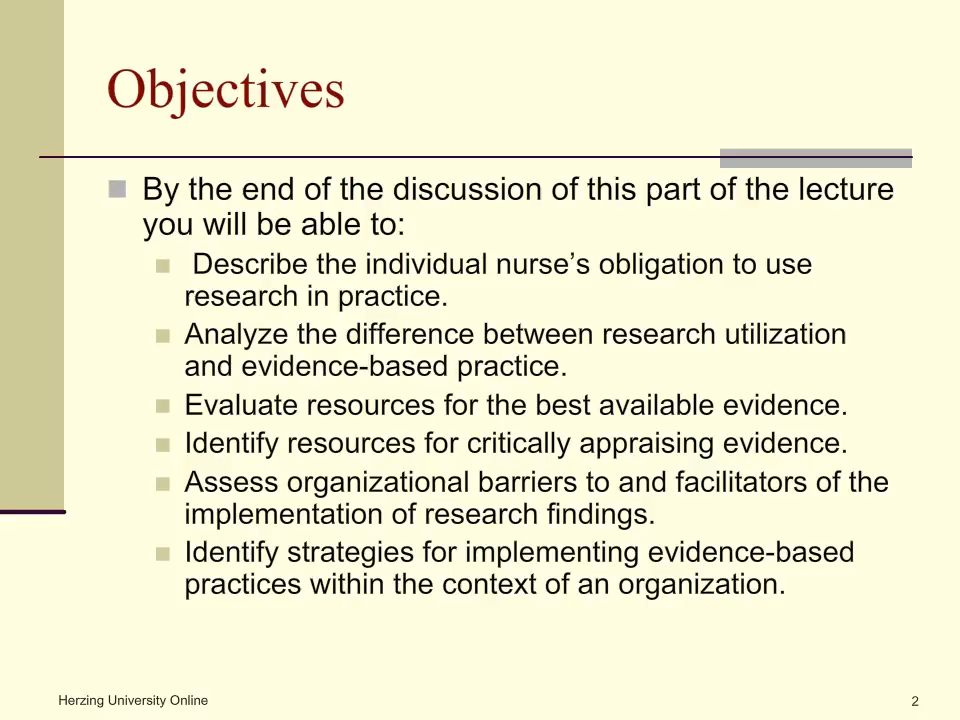 Objectives
By the end of the discussion of this part of the lecture
you will be able to:
Describe the individual nurse’s obligation to use
research in practice.
Analyze the difference between research utilization
and evidence-based practice.
Evaluate resources for the best available evidence.
Identify resources for critically appraising evidence.
Assess organizational barriers to and facilitators of the
implementation of research findings.
Identify strategies for implementing evidence-based
practices within the context of an organization.
Herzing University Online
2